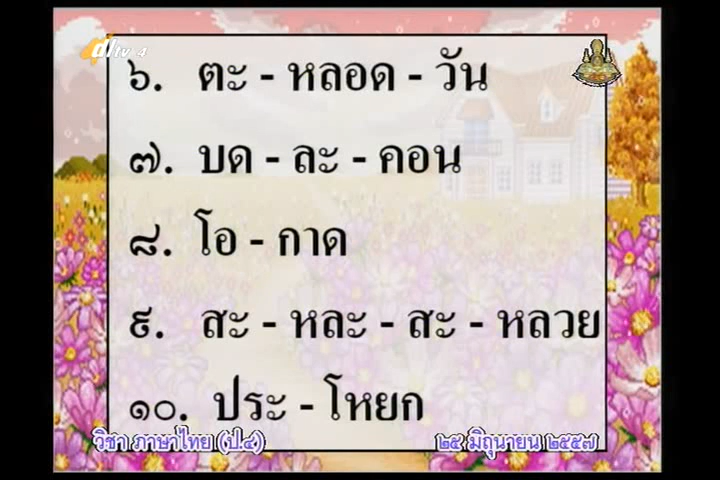 dltv 4
๖. ตะ - หลอด - วัน
๗. บด - ละ - คอน
๘. โอ - กาด
๙. สะ - หละ - สะ - หลวย
๑๐. ประ - โหยก
วิชา ภาษาไทย (ป.๔)
๒๕ มิถุนายน ๒๕๕๗